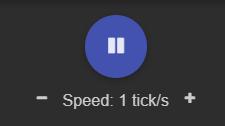 − Speed: 1 tick/s +